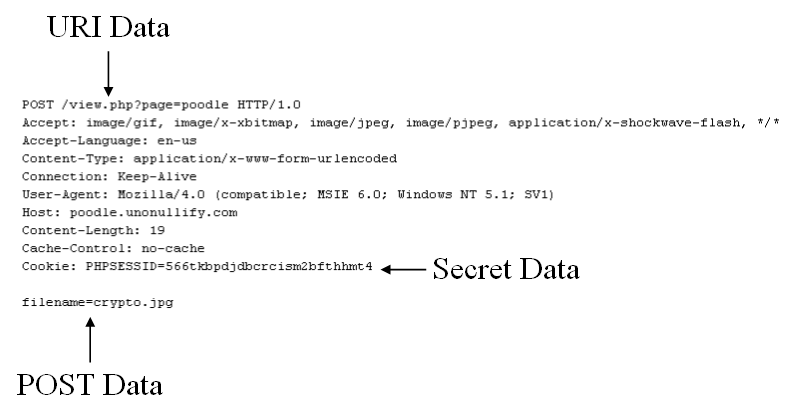 URI Data
POST /view.php?page=poodle HTTP/1.0
Accept: image/gif, image/x-xbitmap, image/jpeg, image/pjpeg, application/x-shockwave-flash, */*
Accept-Language: en-us
Content-Type: application/x-www-form-urlencoded
Connection: Keep-Alive
User-Agent: Mozilla/4.0 (compatible; MSIE 6.0; Windows NT 5.1; SV1)
Host: poodle.unonullify.com
Content-Length: 19
Cache-Control: no-cache
Cookie: PHPSESSID=566tkbpdjdbcrcism2bfthhmt4
Secret Data
filename=crypto.jpg
POST Data